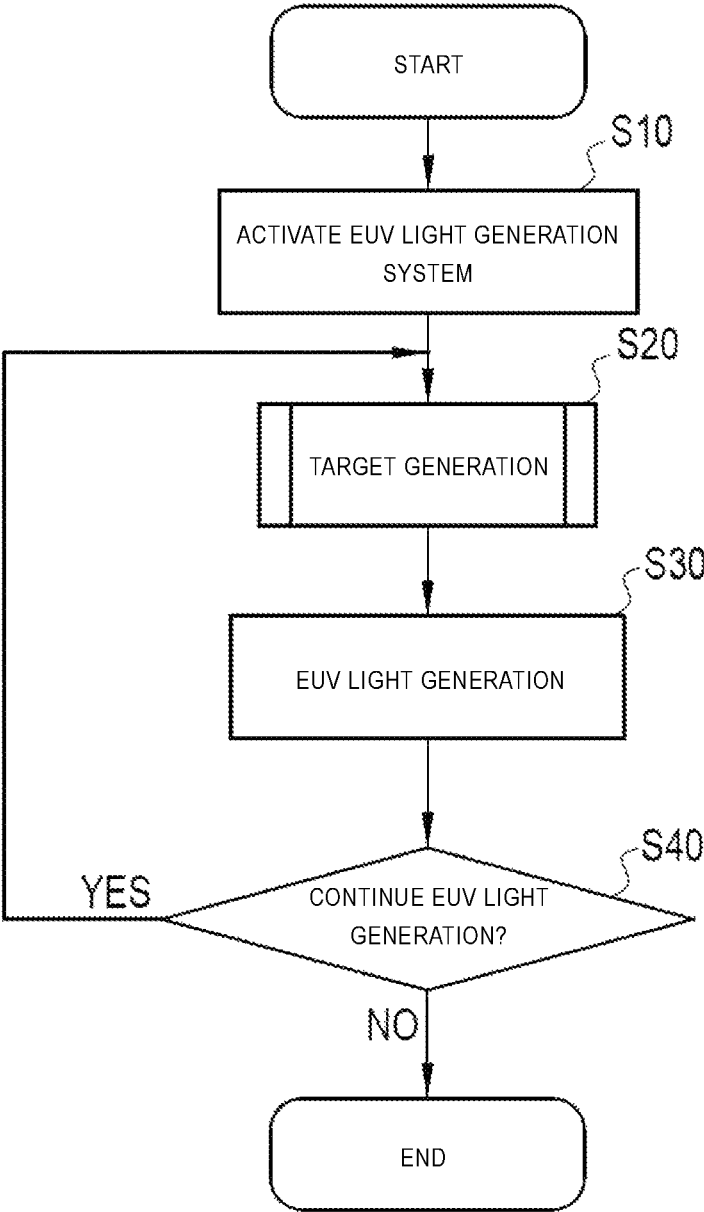 START
S10
ACTIVATE EUV LIGHT GENERATION
SYSTEM
S20
TARGET GENERATION
S30
EUV LIGHT GENERATION
S40
YES
CONTINUE EUV LIGHT
GENERATION?
NO
END